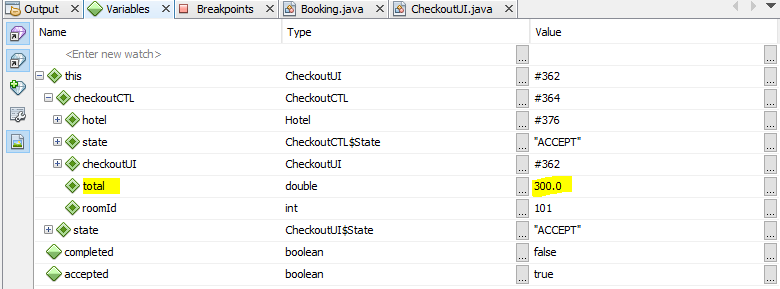 Output Variables Breakpoints Booking.java CheckoutUI.java
Name Type Value
<Enter new watch> ...
this CheckoutUI ... #362 ...
checkoutCTL CheckoutCTL ... #364 ...
hotel Hotel ... #376 ...
state CheckoutCTL$State ... "ACCEPT" ...
checkoutUI CheckoutUI ... #362 ...
total double ... 300.0 ...
roomId int ... 101 ...
state CheckoutUI$State ... "ACCEPT" ...
completed boolean ... false ...
accepted boolean ... true ...